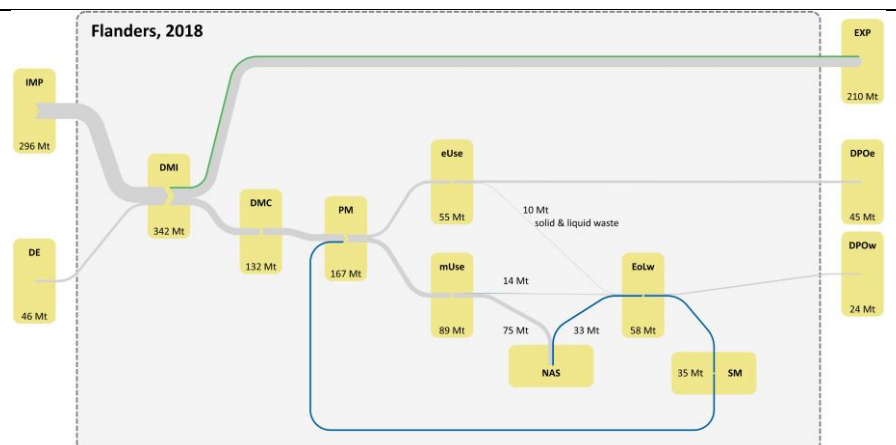 Flanders, 2018
EXP
210 Mt
IMP
296 Mt
DMI
342 Mt
eUse
55 Mt
DPOe
45 Mt
DMC
132 Mt
PM
167 Mt
10 Mt
solid & liquid waste
DE
46 Mt
mUse
89 Mt
14 Mt
EoLw
58 Mt
DPOw
24 Mt
75 Mt
33 Mt
NAS
35 Mt
SM